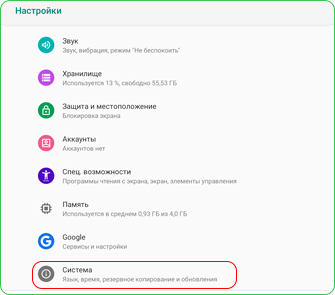 Настройки
Звук
Звук, вибрация, режим "Не беспокоить"
Хранилище
Используется 13 %, свободно 55,53 ГБ
Защита и местоположение
Блокировка экрана
Аккаунты
Аккаунтов нет
Спец. возможности
Программы чтения с экрана, экран, элементы управления
Память
Используется в среднем 0,93 ГБ из 4,0 ГБ
Google
Сервисы и настройки
Система
Язык, время, резервное копирование и обновления